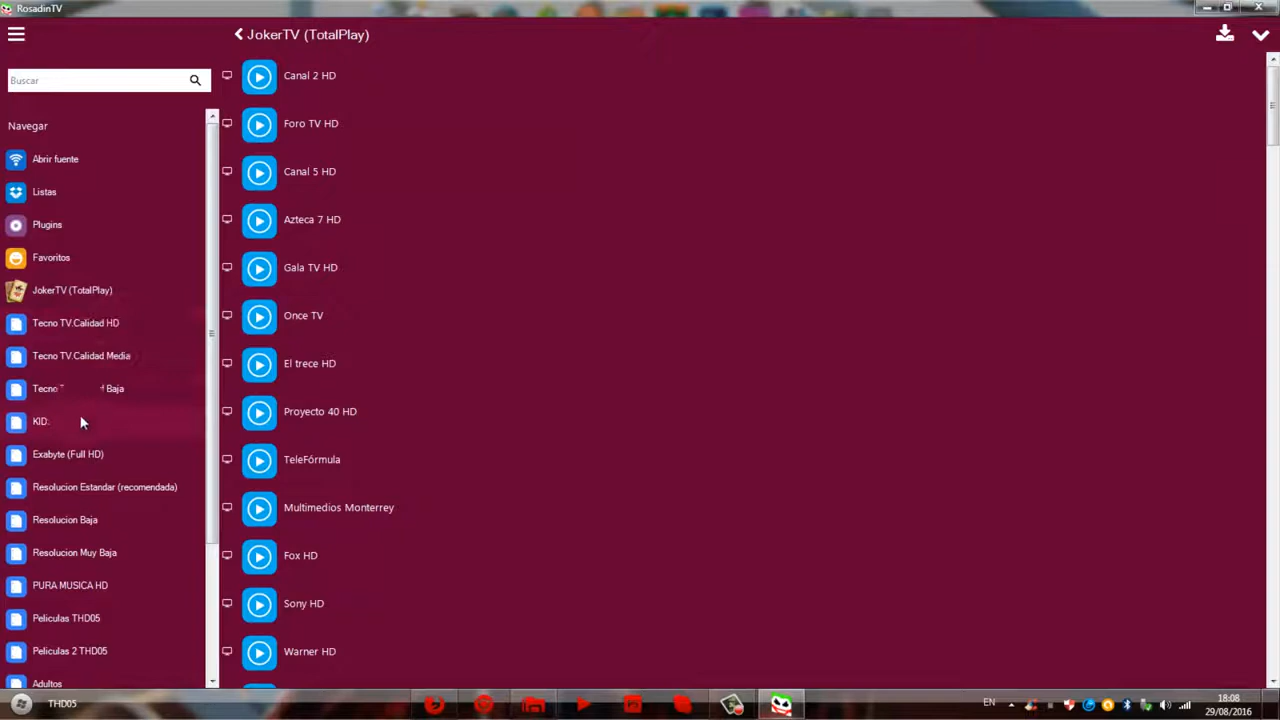 RosadinTV
JokerTV (TotalPlay)
Buscar
Navegar
Abrir fuente
Listas
Plugins
Favoritos
JokerTV (TotalPlay)
Tecno TV.Calidad HD
Tecno TV.Calidad Media
Tecno Baja
KID.
Exabyte (Full HD)
Resolucion Estandar (recomendada)
Resolucion Baja
Resolucion Muy Baja
PURA MUSICA HD
Peliculas THD05
Peliculas 2 THD05
Adultos
Canal 2 HD
Foro TV HD
Canal 5 HD
Azteca 7 HD
Gala TV HD
Once TV
El trece HD
Proyecto 40 HD
TeleFórmula
Multimedios Monterrey
Fox HD
Sony HD
Warner HD
THD05
EN
18:08
29/08/2016